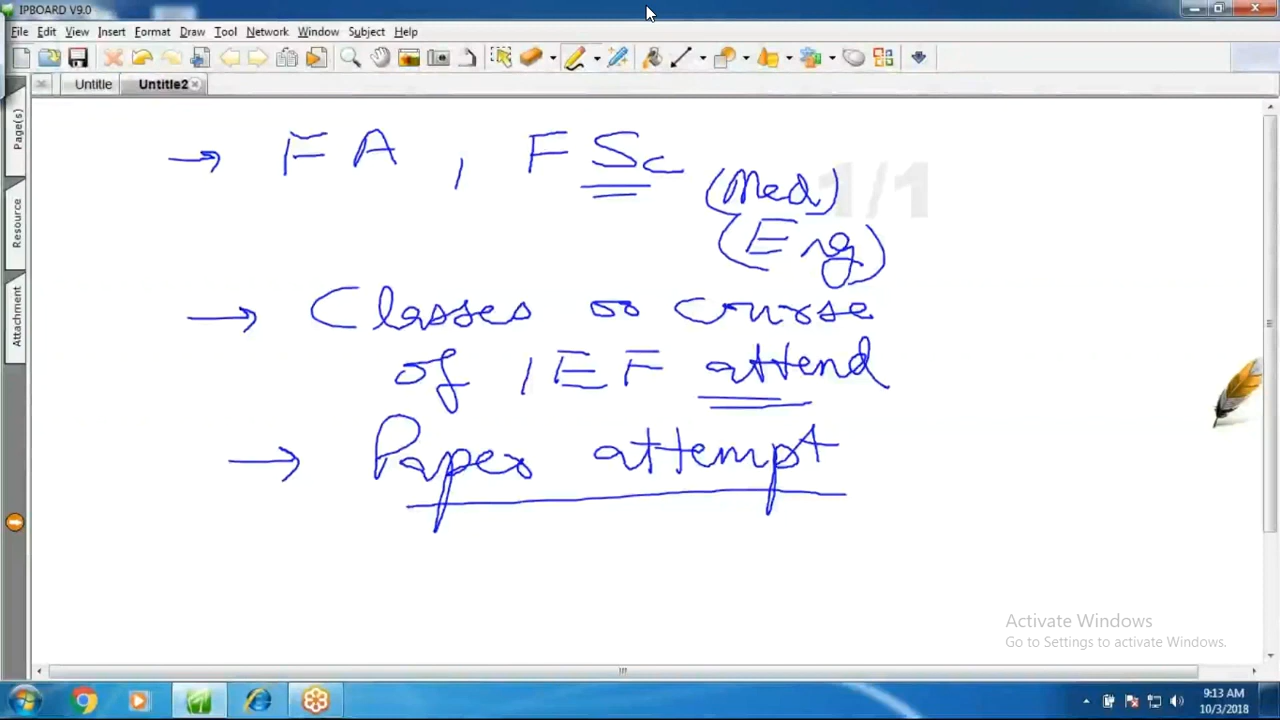 IPBOARD V9.0
File Edit View Insert Format Draw Tool Network Window Subject Help
Untitle Untitle2
Page(s)
Resource
Attachment
1/1
→ FA , FSc (Med)
(Eng)
→ Classes or course
of IEF attend
→ Paper attempt
Activate Windows
Go to Settings to activate Windows.
9:13 AM
10/3/2018